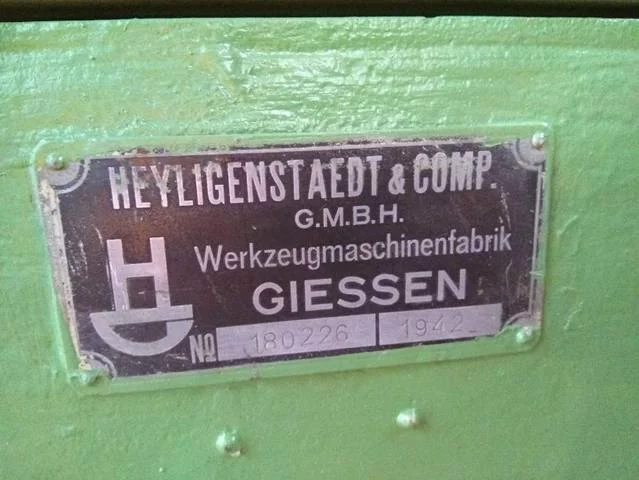 HEYLIGENSTAEDT & COMP.
G.M.B.H.
Werkzeugmaschinenfabrik
GIESSEN
H
No 180226 1942